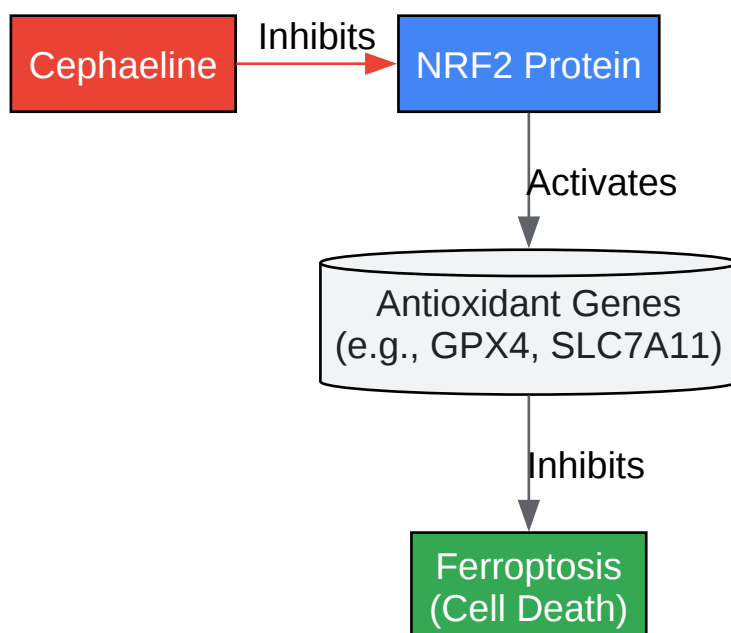 Inhibits
Cephaeline
NRF2 Protein
Activates
Antioxidant Genes
(e.g., GPX4, SLC7A11)
Inhibits
Ferroptosis
(Cell Death)